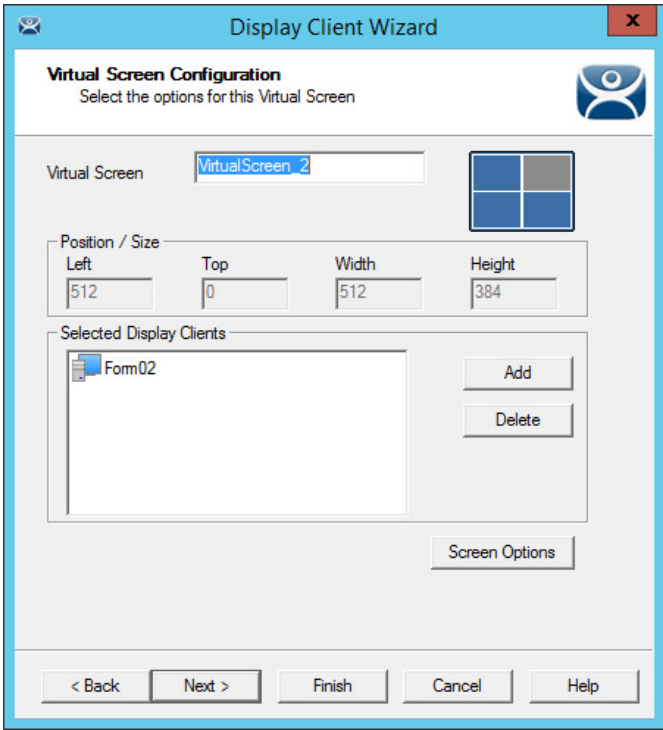 Display Client Wizard
x
Virtual Screen Configuration
Select the options for this Virtual Screen
Virtual Screen
VirtualScreen_2
Position / Size
Left Top Width Height
512 0 512 384
Selected Display Clients
Form02
Add
Delete
Screen Options
< Back Next > Finish Cancel Help